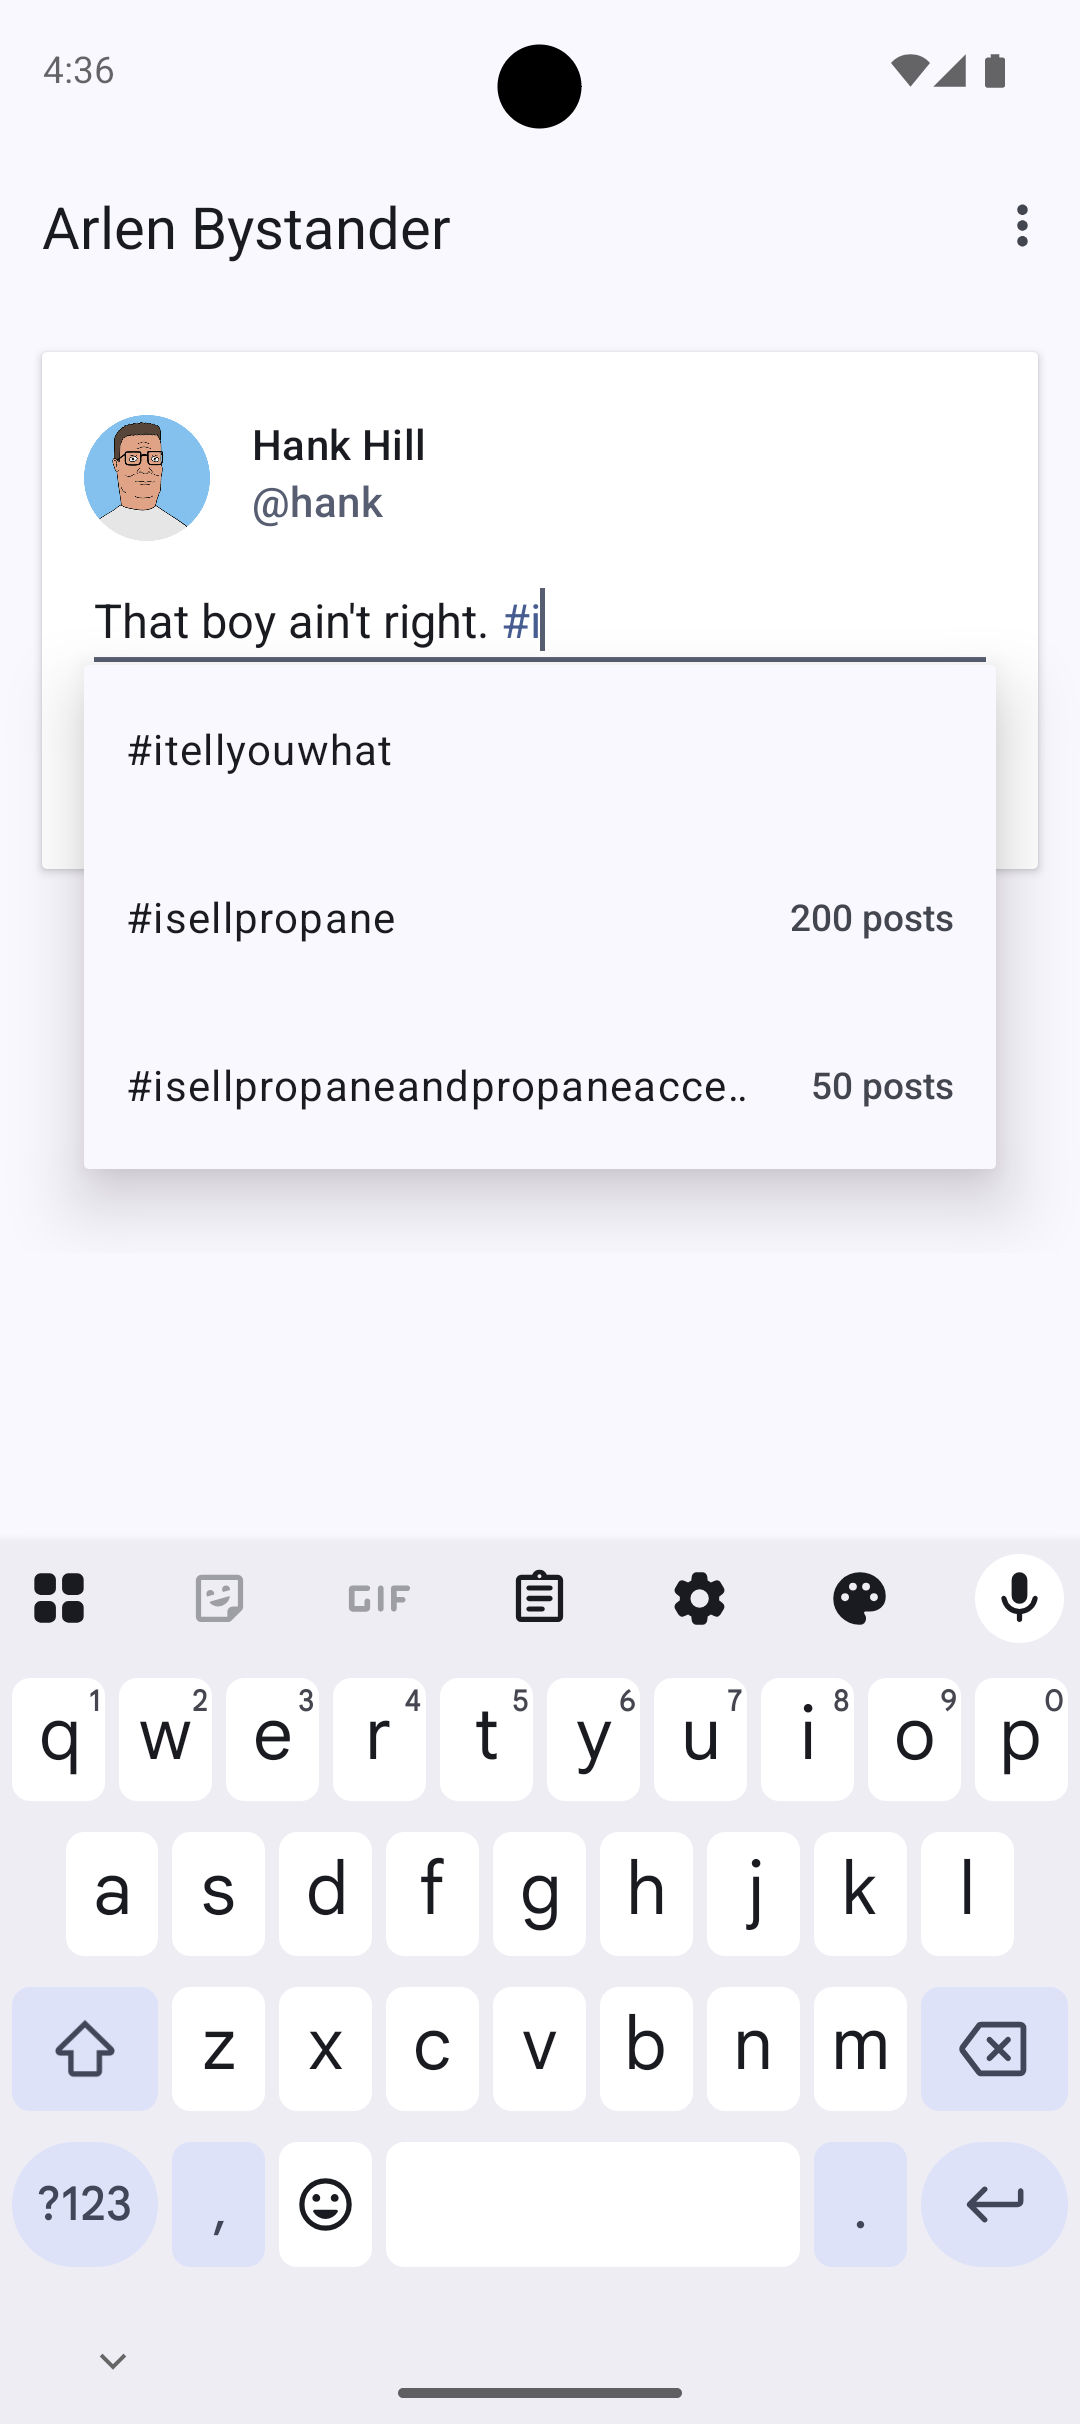 4:36
Arlen Bystander
Hank Hill
@hank
That boy ain't right. #i
#itellyouwhat
#isellpropane 200 posts
#isellpropaneandpropaneacce.. 50 posts
GIF
q 1 w 2 e 3 r 4 t 5 y 6 u 7 i 8 o 9 p 0
a s d f g h j k l
z x c v b n m
?123 , .